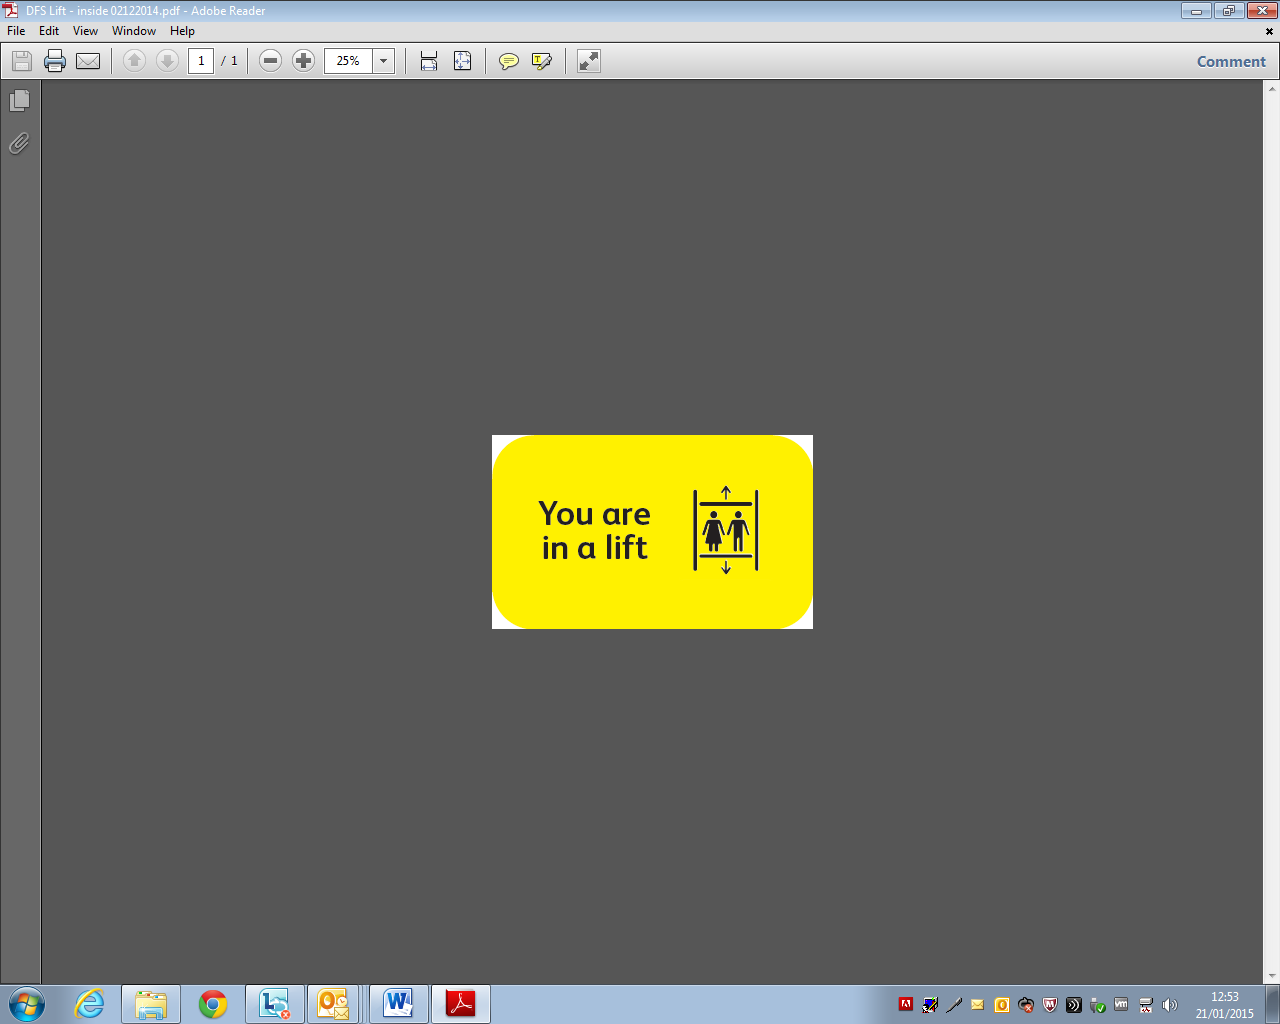 DFS Lift - inside 02122014.pdf - Adobe Reader
File Edit View Window Help
1 / 1 25% Comment
You are
in a lift
12:53
21/01/2015